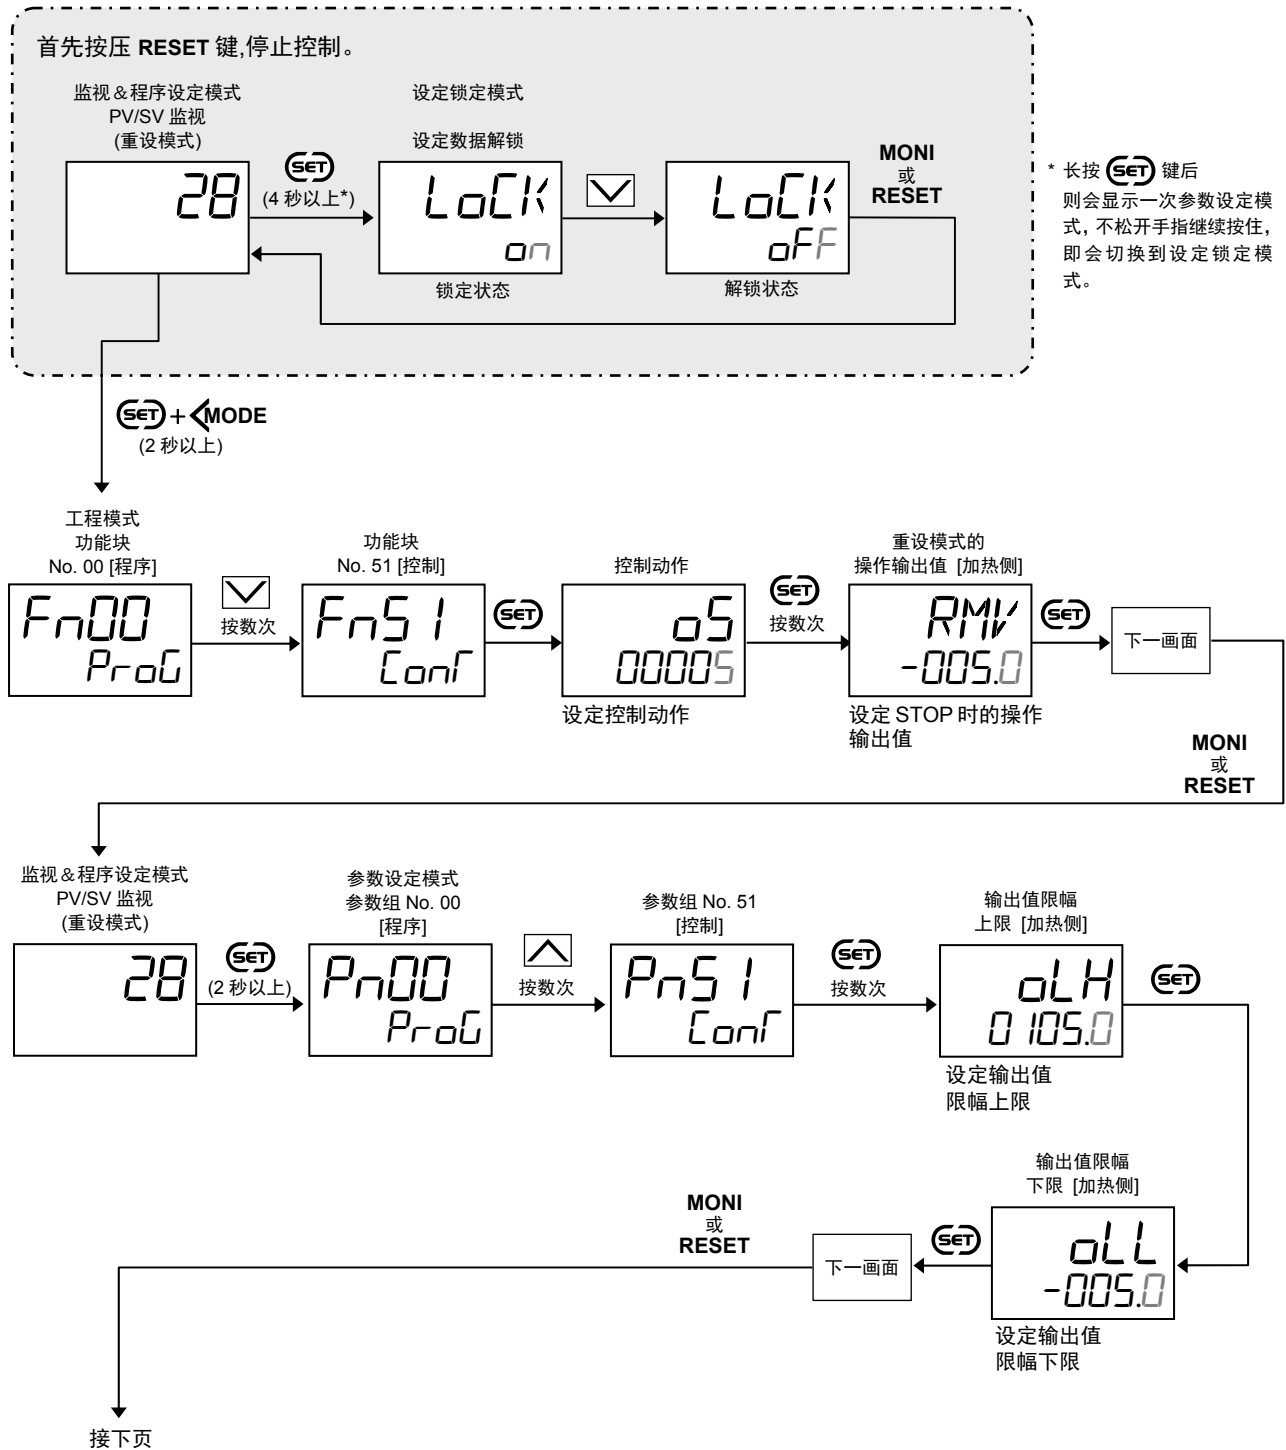 首先按压 RESET 键,停止控制。
监视＆程序设定模式
PV/SV 监视
(重设模式)
28
SET
(4 秒以上*)
设定锁定模式
设定数据解锁
LoCK
on
锁定状态
LoCK
oFF
解锁状态
MONI
或
RESET
* 长按 SET 键后
则会显示一次参数设定模
式，不松开手指继续按住，
即会切换到设定锁定模
式。
SET + <MODE
(2 秒以上)
工程模式
功能块
No. 00 [程序]
Fn00
ProG
按数次
功能块
No. 51 [控制]
Fn51
ConT
SET
控制动作
oS
00005
设定控制动作
SET
按数次
重设模式的
操作输出值 [加热侧]
RMV
-005.0
设定 STOP 时的操作
输出值
SET
下一画面
MONI
或
RESET
监视＆程序设定模式
PV/SV 监视
(重设模式)
28
SET
(2 秒以上)
参数设定模式
参数组 No. 00
[程序]
Pn00
ProG
按数次
参数组 No. 51
[控制]
Pn51
ConT
SET
按数次
输出值限幅
上限 [加热侧]
oLH
0105.0
设定输出值
限幅上限
SET
输出值限幅
下限 [加热侧]
oLL
-005.0
设定输出值
限幅下限
SET
下一画面
MONI
或
RESET
接下页